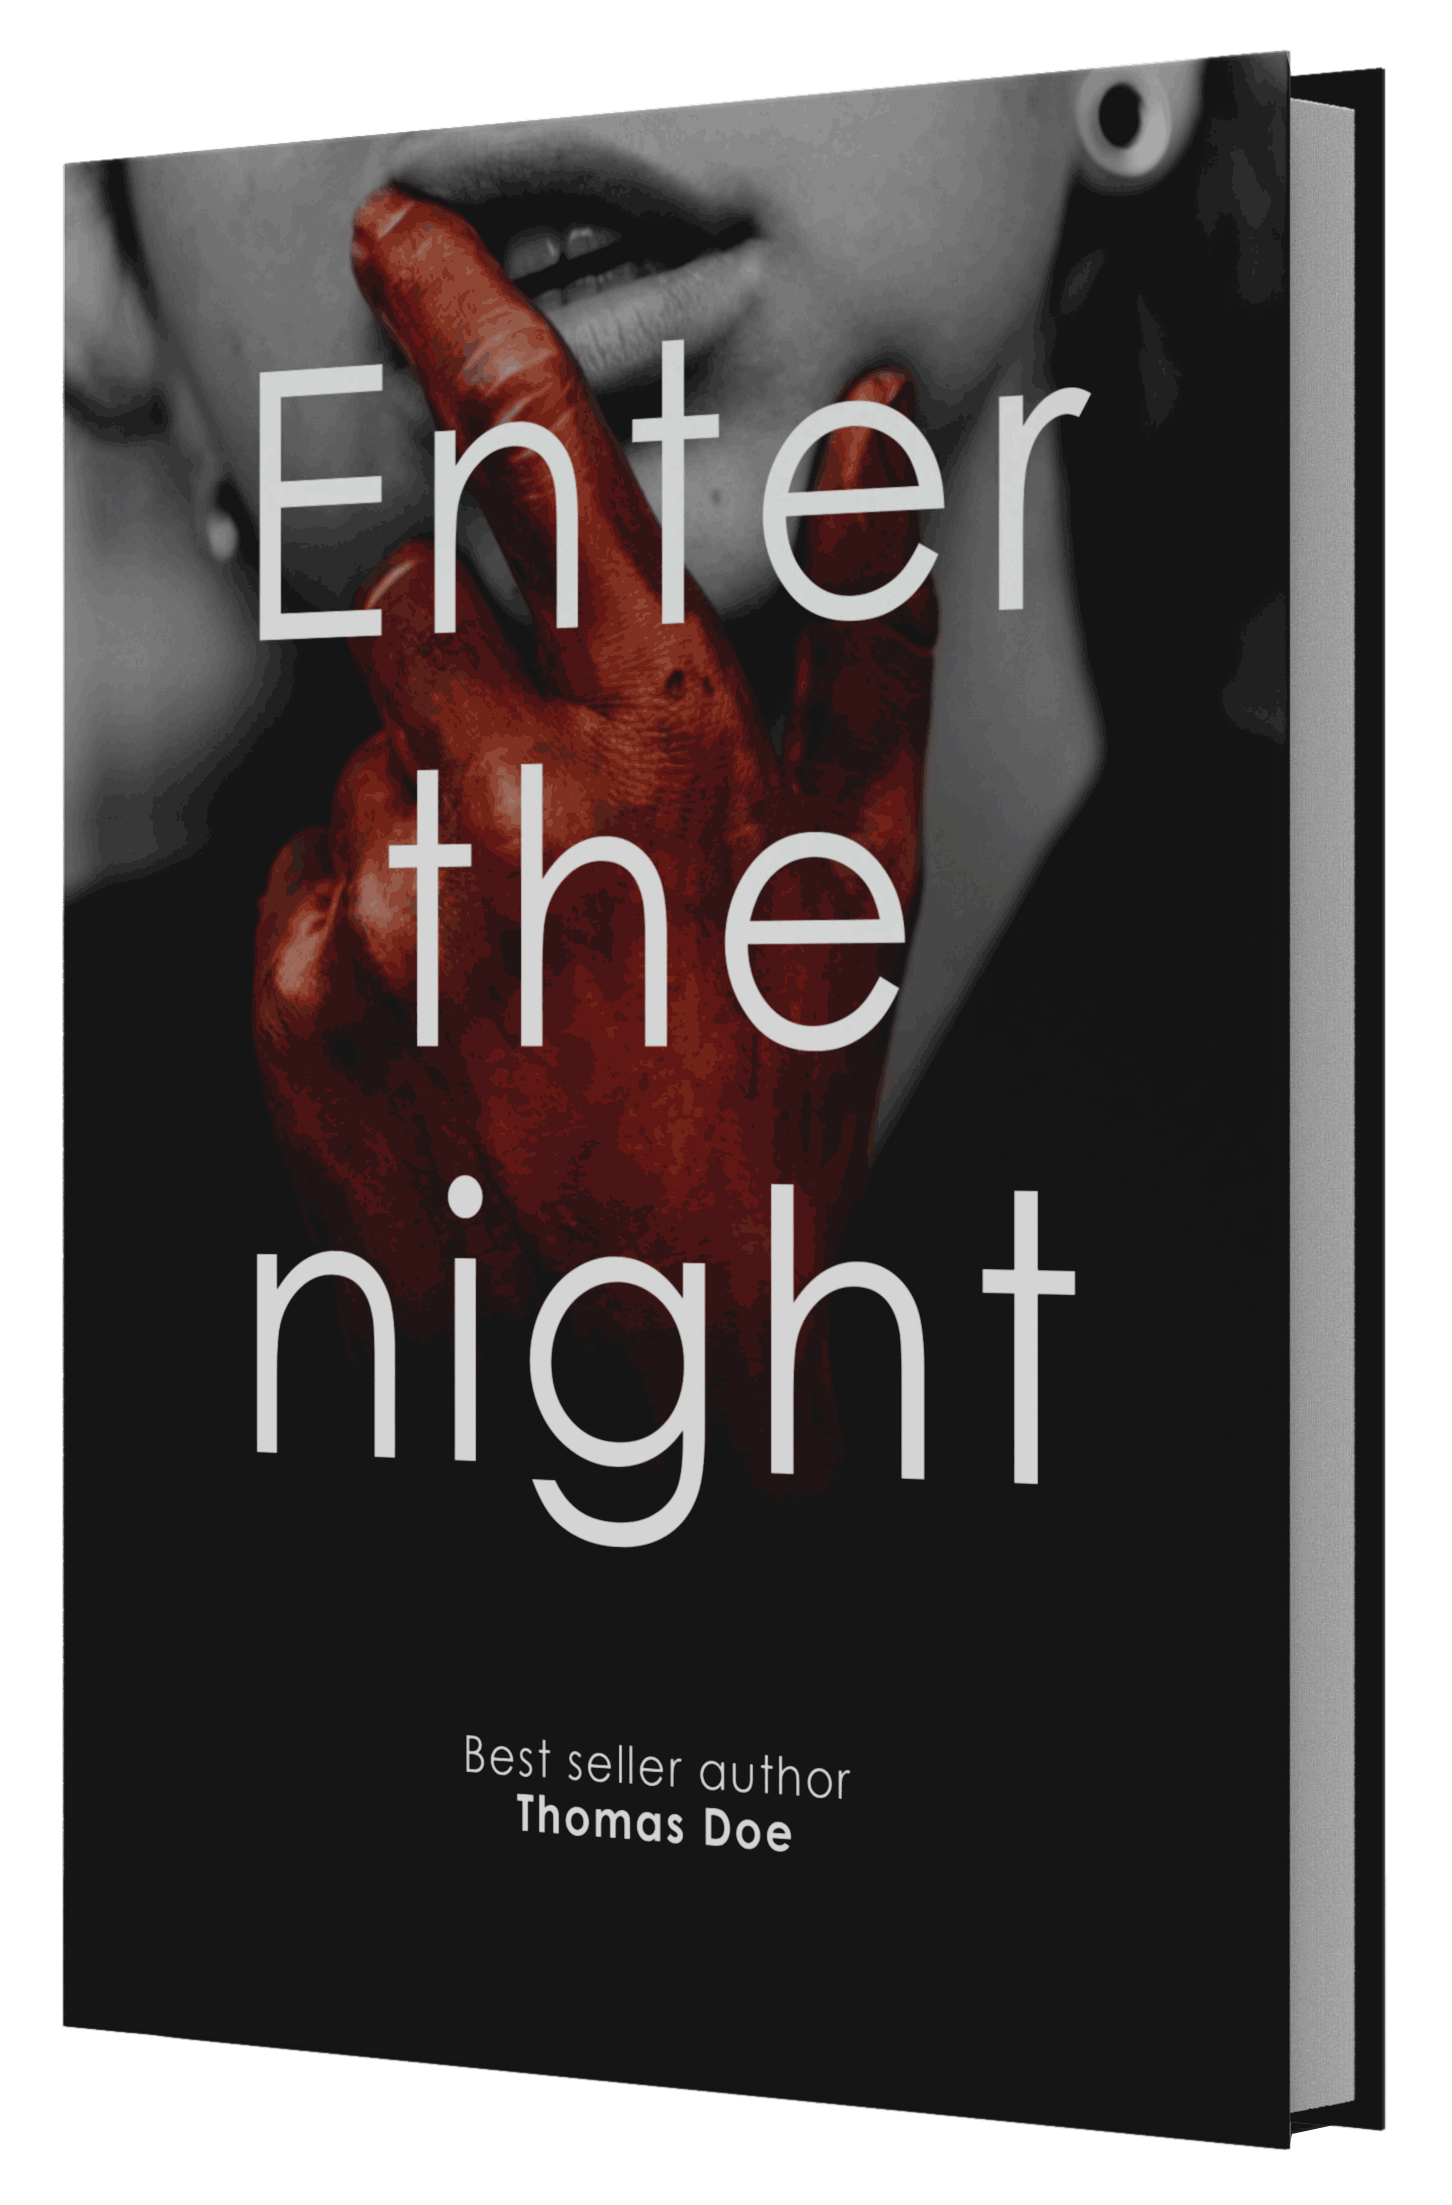 Enter
the
night
Best seller author
Thomas Doe